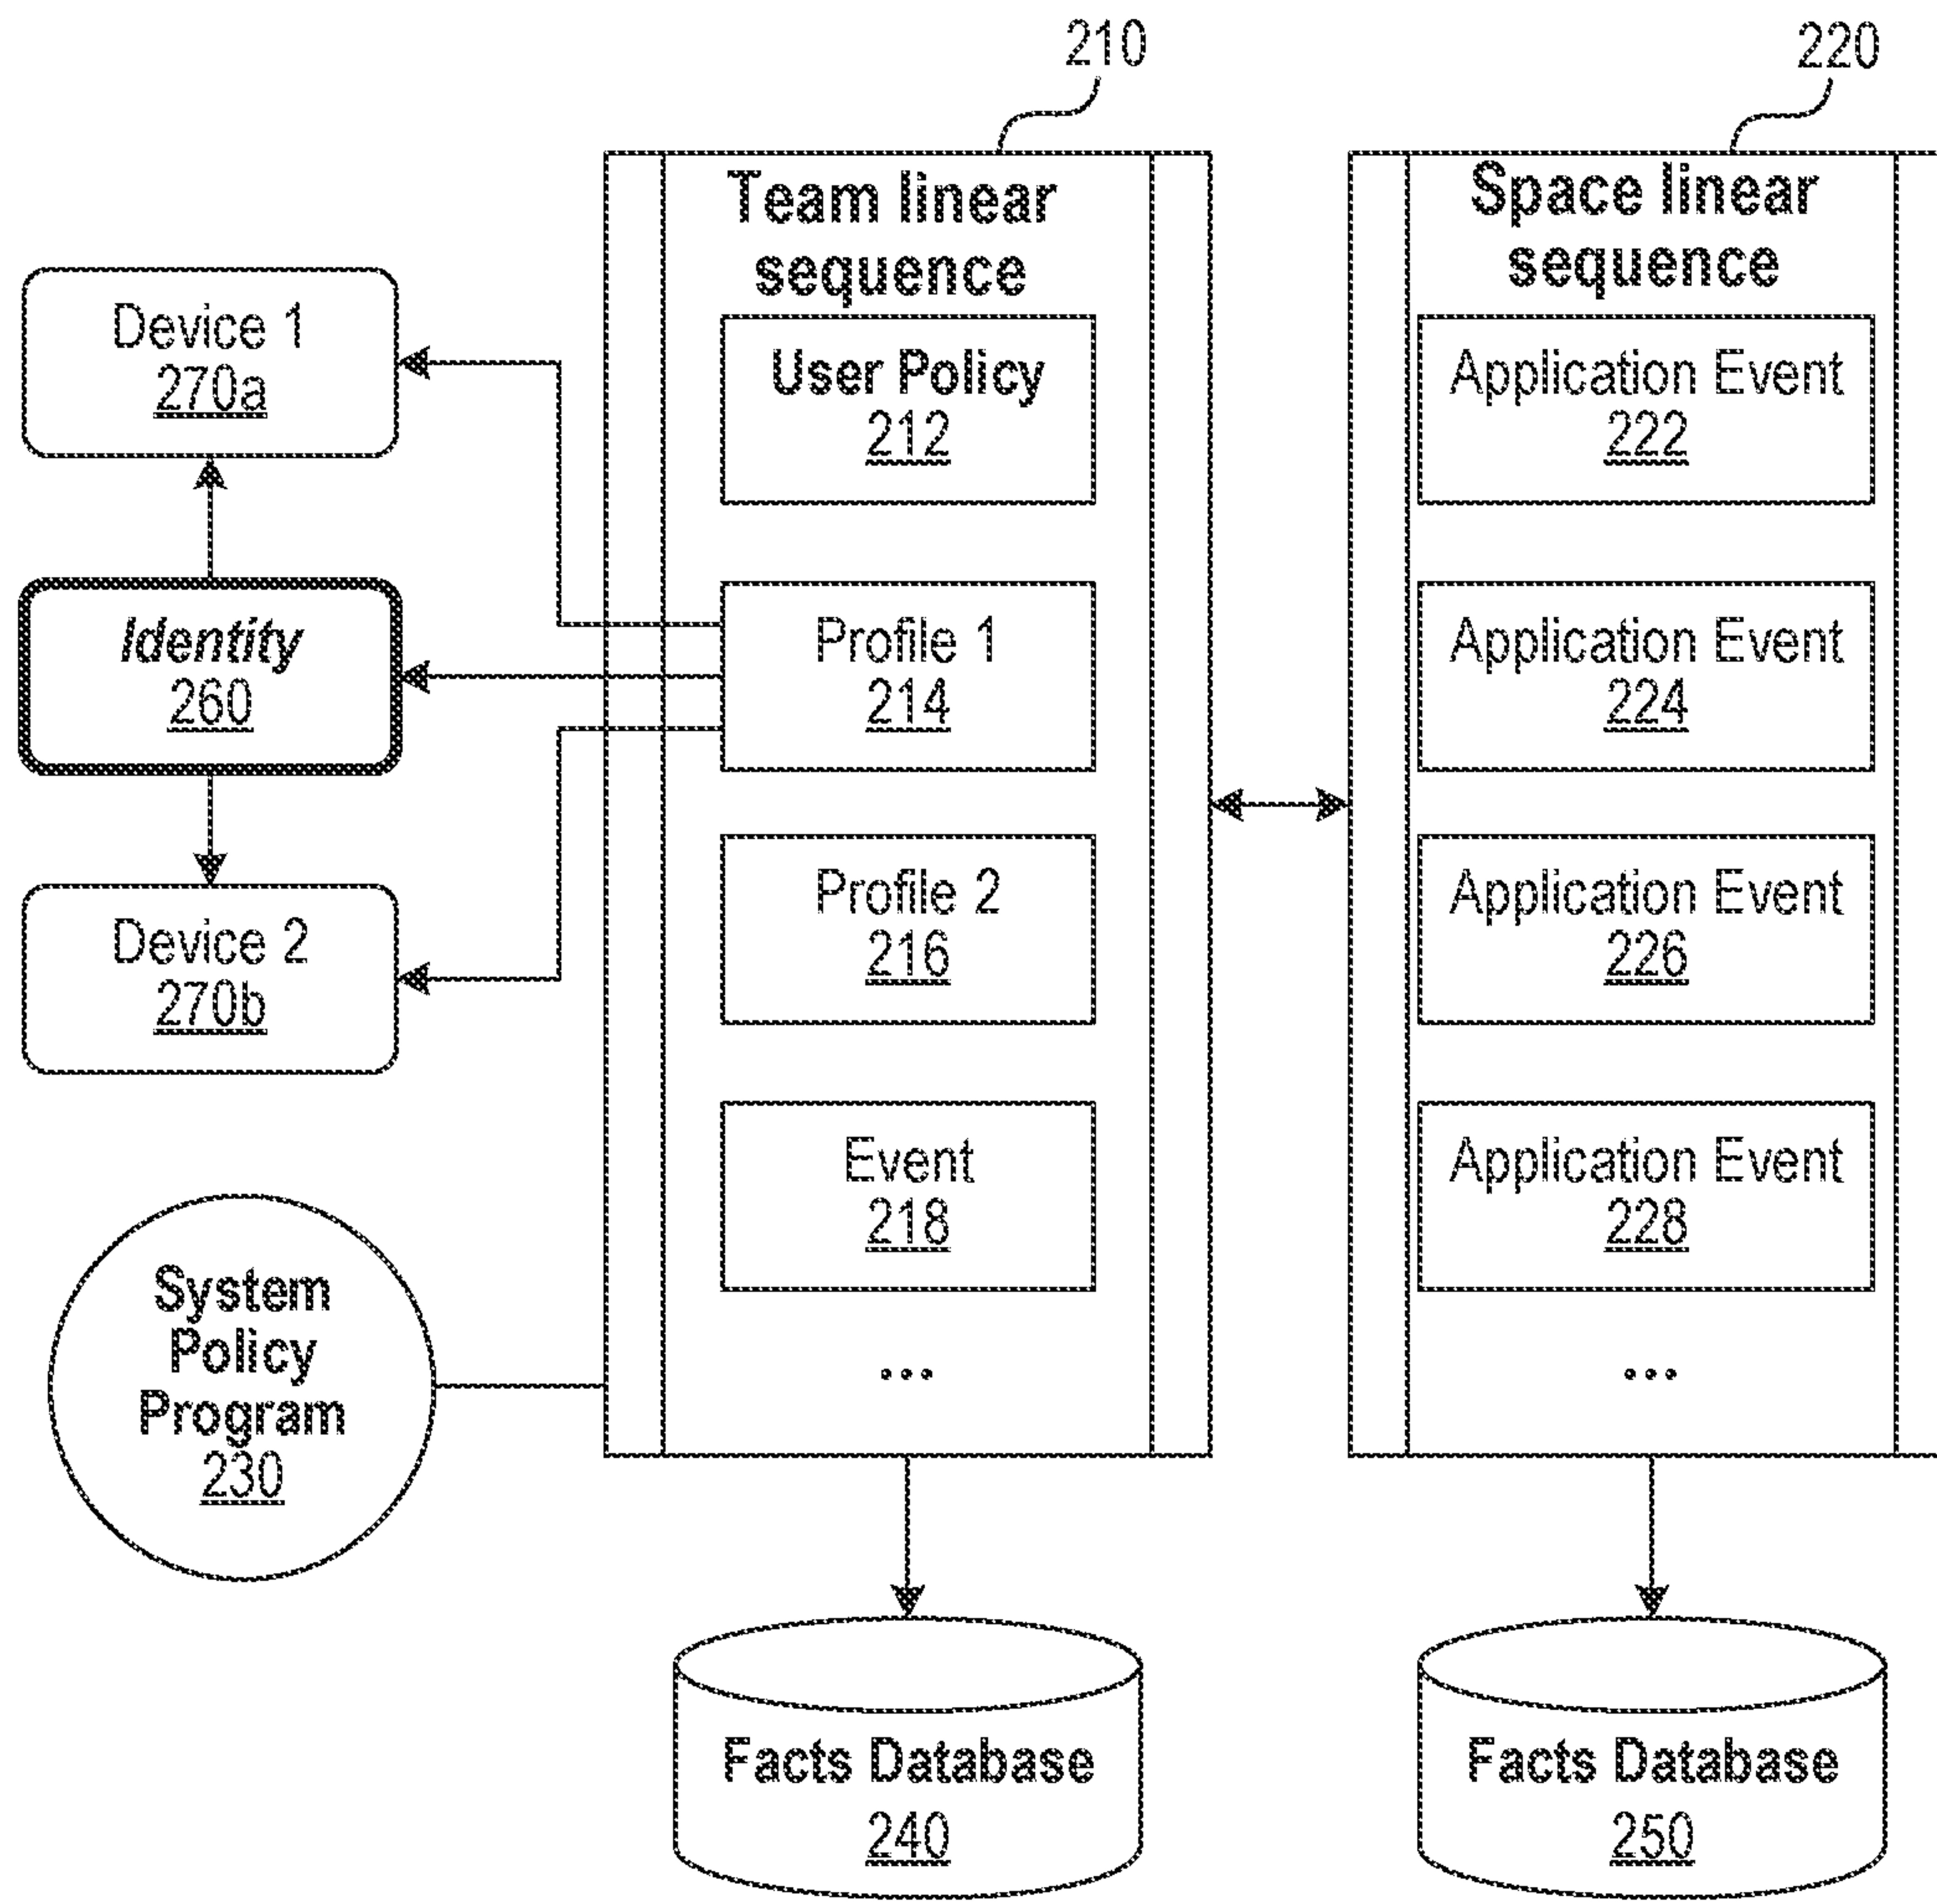 210
220
Team linear
sequence
Space linear
sequence
Device 1
270a
User Policy
212
Application Event
222
Identity
260
Profile 1
214
Application Event
224
Device 2
270b
Profile 2
216
Application Event
226
Event
218
Application Event
228
System
Policy
Program
230
...
...
Facts Database
240
Facts Database
250